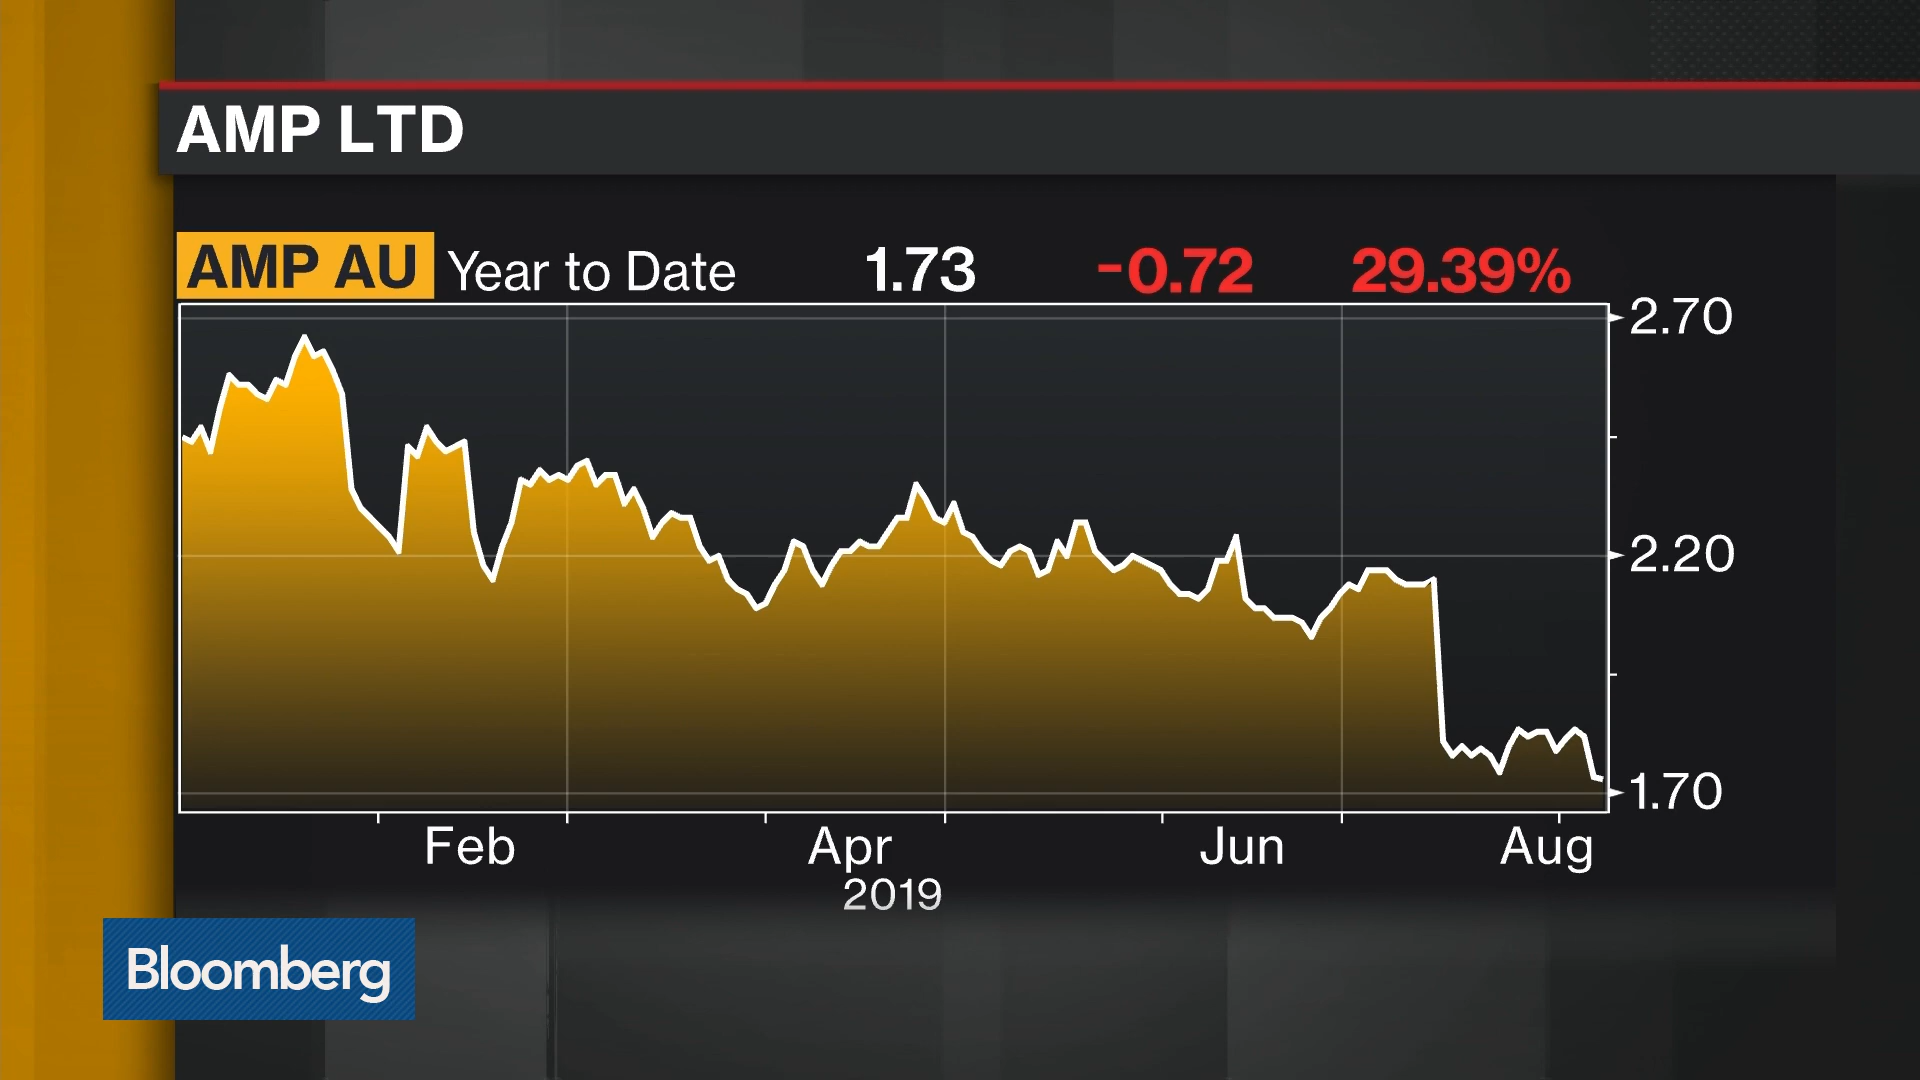 AMP LTD
AMP AU Year to Date 1.73 -0.72 29.39%
2.70
2.20
1.70
Feb Apr Jun Aug
2019
Bloomberg